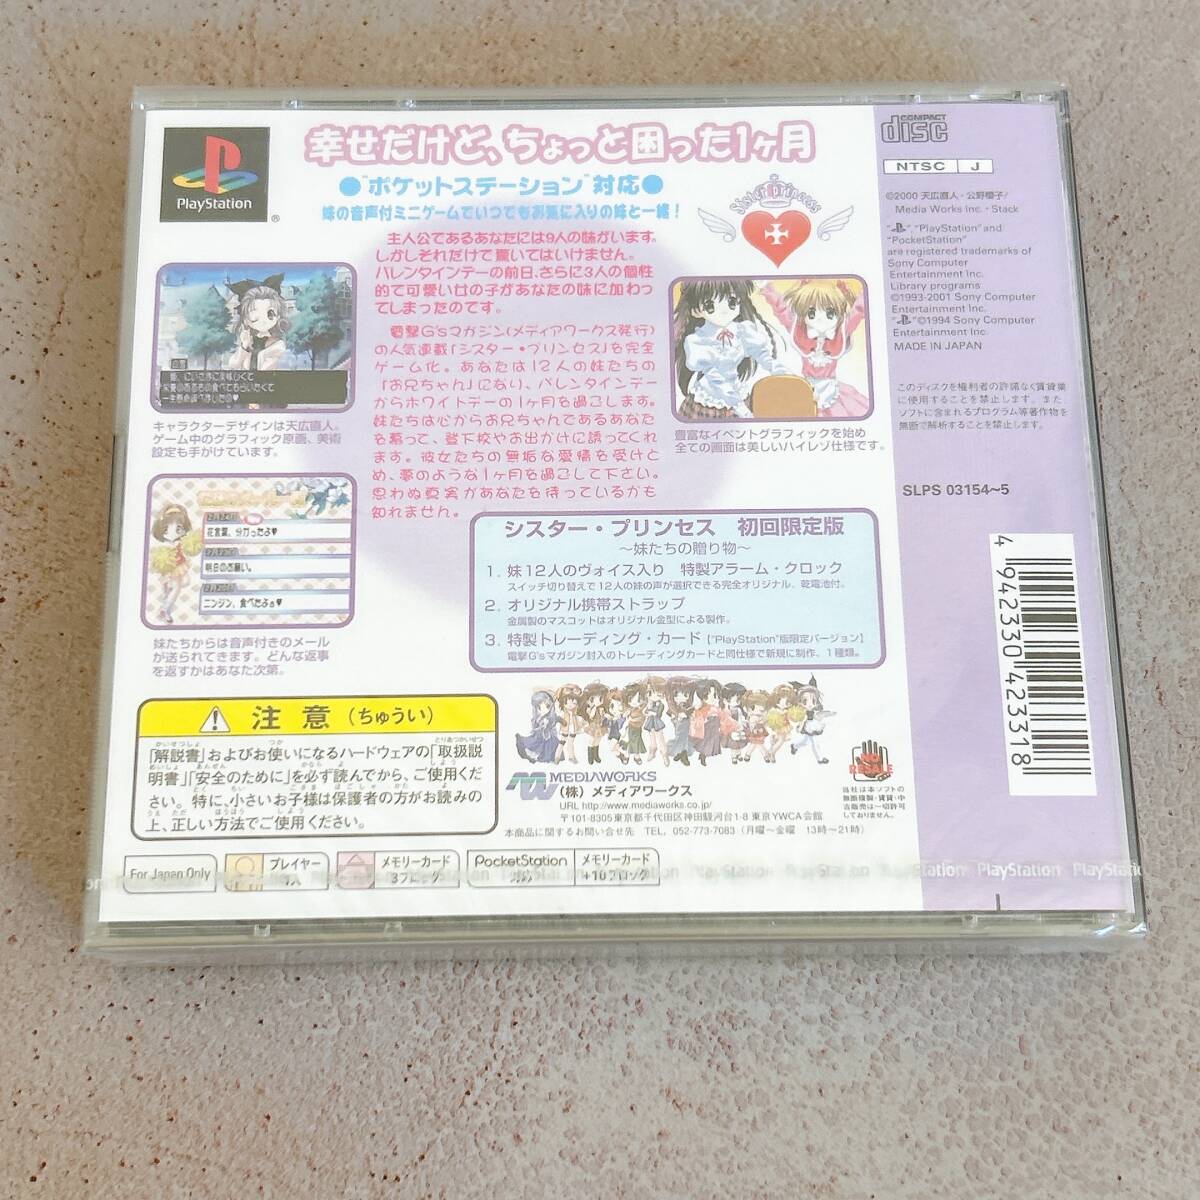 幸せだけど、ちょっと困った1ヶ月
●"ポケットステーション"対応●
妹の音声付ミニゲームでいつでもお気に入りの妹と一緒!
PlayStation
®
Sister princess
主人公であるあなたには9人の妹がいます。
しかしそれだけで驚いてはいけません。
バレンタインデーの前日、さらに3人の個性
的で可愛い女の子があなたの妹に加わっ
てしまったのです。
電撃G'sマガジン(メディアワークス発行)
の人気連載「シスター・プリンセス」を完全
ゲーム化。あなたは12人の妹たちの
「お兄ちゃん」になり、バレンタインデー
からホワイトデーの1ヶ月を過ごします。
妹たちは心からお兄ちゃんであるあなた
を慕って、登下校やお出かけに誘ってくれ
ます。彼女たちの無垢な愛情を受けと
め、夢のような1ヶ月を過ごして下さい。
思わぬ真実があなたを待っているかも
知れません。
キャラクターデザインは天広直人。
ゲーム中のグラフィック原画、美術
設定も手がけています。
花言葉、分かったよ♥
明日のお願い。
ニンジン、食べたよぉ♥
妹たちからは音声付きのメール
が送られてきます。どんな返事
を返すかはあなた次第。
豊富なイベントグラフィックを始め
全ての画面は美しいハイレゾ仕様です。
シスター・プリンセス 初回限定版
~妹たちの贈り物~
1. 妹12人のヴォイス入り 特製アラーム・クロック
スイッチ切り替えで12人の妹の声が選択できる完全オリジナル。乾電池付。
2. オリジナル携帯ストラップ
金属製のマスコットはオリジナル金型による製作。
3. 特製トレーディング・カード【"PlayStation"版限定バージョン】
電撃G'sマガジン封入のトレーディングカードと同仕様で新規に制作、1種類。
注意(ちゅうい)
「解説書」およびお使いになるハードウェアの「取扱説
明書」「安全のために」を必ず読んでから、ご使用くだ
さい。特に、小さいお子様は保護者の方がお読みの
上、正しい方法でご使用ください。
MEDIAWORKS
(株)メディアワークス
URL http://www.mediaworks.co.jp/
〒101-8305東京都千代田区神田駿河台1-8 東京YWCA会館
本商品に関するお問い合せ先 TEL. 052-773-7083(月曜~金曜 13時~21時)
NO RESALE
当社は本ソフトの
無断複製・賃貸・中
古販売は一切許可
しておりません。
For Japan Only
プレイヤー
1人
メモリーカード
3ブロック
PocketStation
対応
メモリーカード
+10ブロック
PlayStation PlayStation
COMPACT
disc
NTSC J
©2000 天広直人・公野櫻子/
Media Works Inc.・Stack
"PlayStation" and
"PocketStation"
are registered trademarks of
Sony Computer
Entertainment Inc.
Library programs
©1993-2001 Sony Computer
Entertainment Inc.
©1994 Sony Computer
Entertainment Inc.
MADE IN JAPAN
このディスクを権利者の許諾なく賃貸業
に使用することを禁止します。また、
ソフトに含まれるプログラム等著作物を
無断で解析することを禁止します。
SLPS 03154~5
4 942330 423318